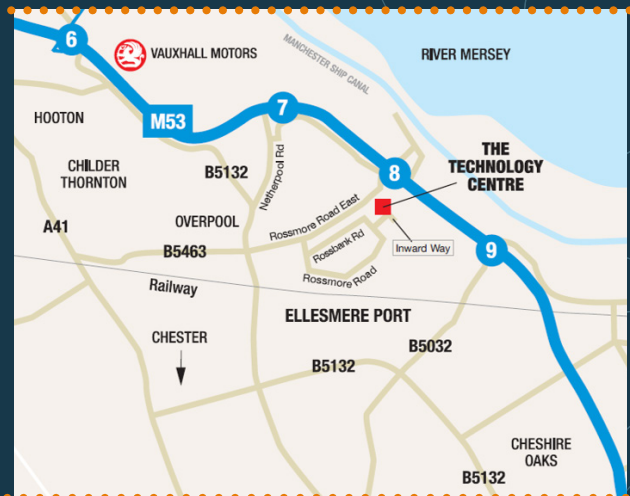 6
VAUXHALL MOTORS
MANCHESTER SHIP CANAL
RIVER MERSEY
HOOTON
M53
7
CHILDER
THORNTON
B5132
Netherpool Rd
8
THE
TECHNOLOGY
CENTRE
A41
OVERPOOL
Rossmore Road East
B5463
Rossbank Rd
Inward Way
9
Rossmore Road
Railway
ELLESMERE PORT
CHESTER
B5032
B5132
CHESHIRE
OAKS
B5132